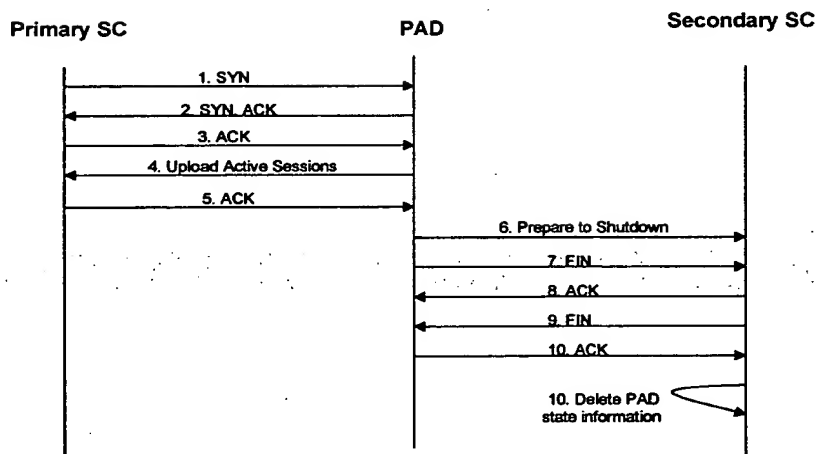 Primary SC
PAD
Secondary SC
1. SYN
2. SYN, ACK
3. ACK
4. Upload Active Sessions
5. ACK
6. Prepare to Shutdown
7. FIN
8. ACK
9. FIN
10. ACK
10. Delete PAD
state information